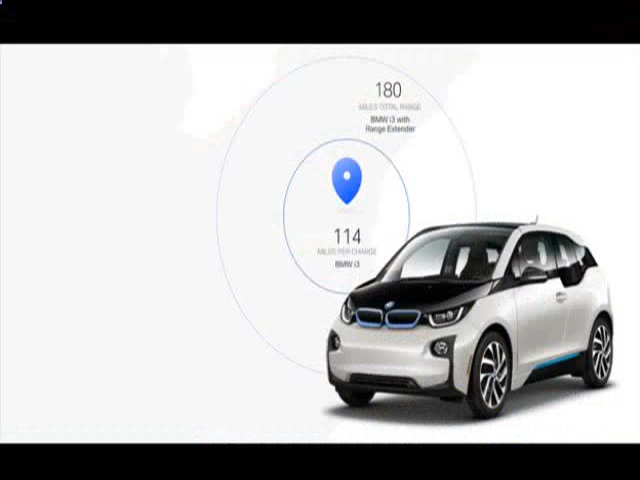 180
MILES TOTAL RANGE
BMW i3 with
Range Extender
114
MILES PER CHARGE
BMW i3